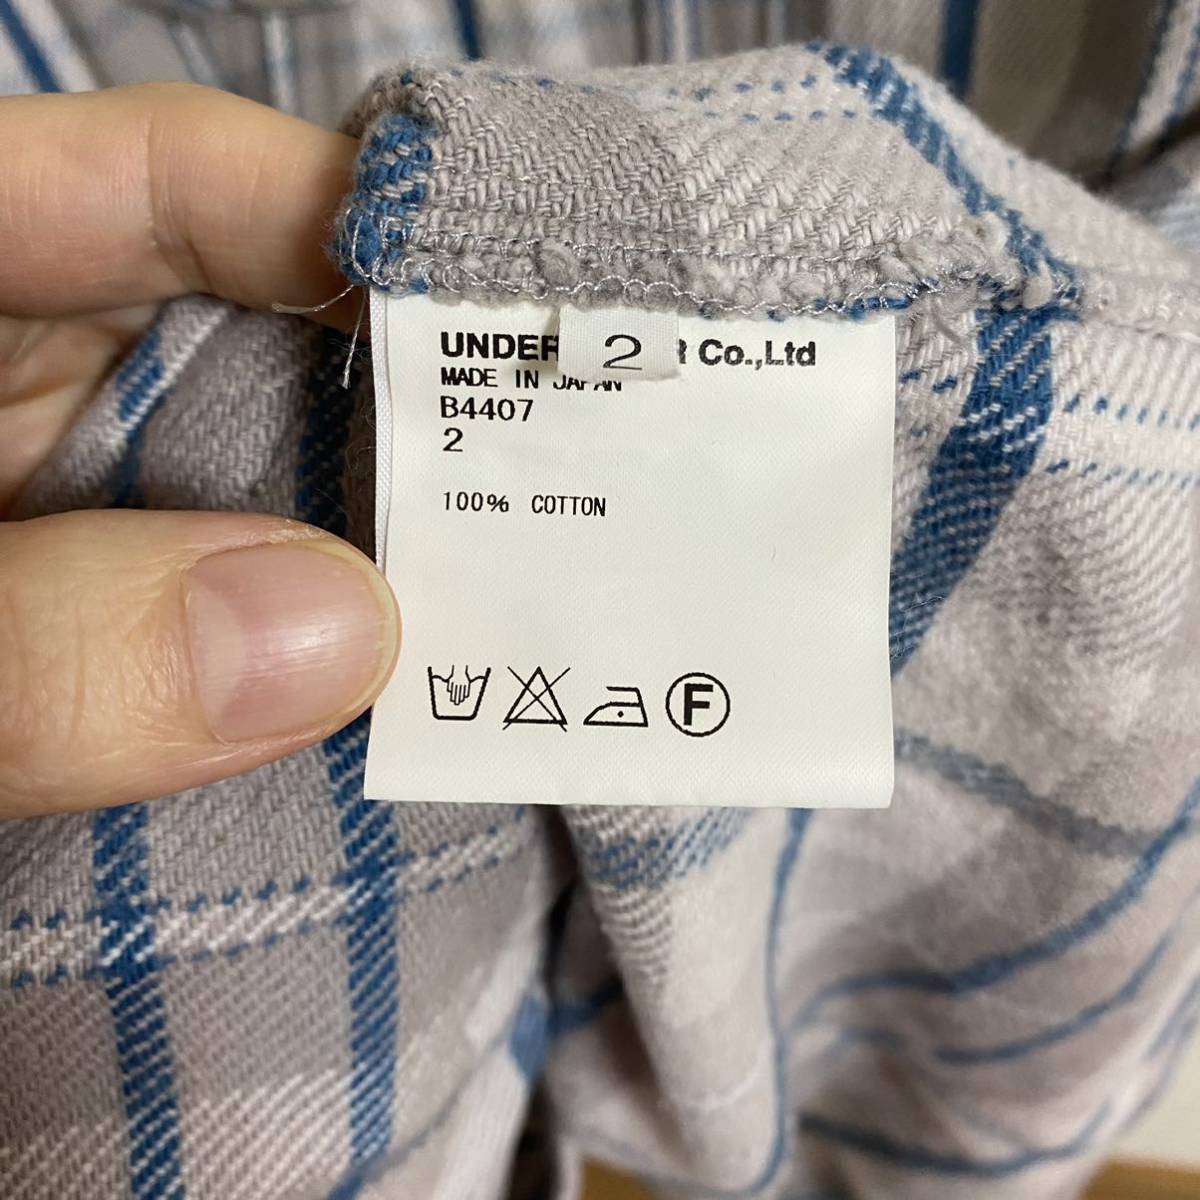 UNDER 2 R Co.,Ltd
MADE IN JAPAN
B4407
2
100% COTTON
F